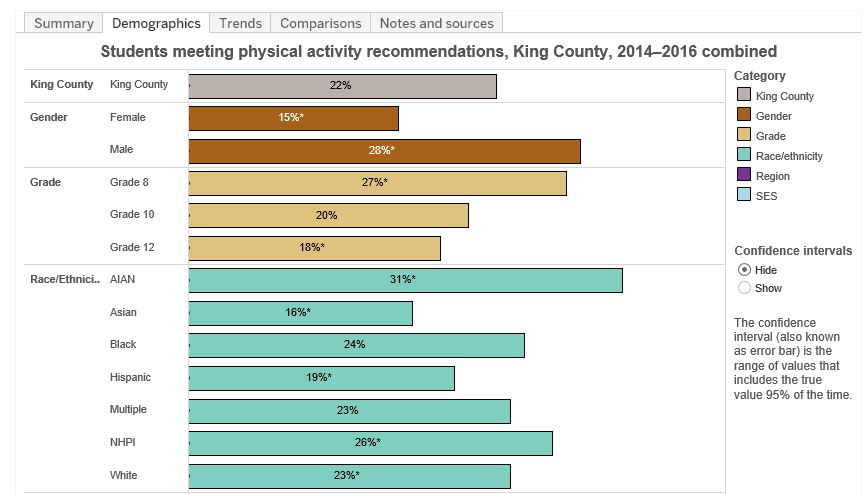 Summary Demographics Trends Comparisons Notes and sources
Students meeting physical activity recommendations, King County, 2014–2016 combined
King County King County 22%
Gender Female 15%*
Male 28%*
Grade Grade 8 27%*
Grade 10 20%
Grade 12 18%*
Race/Ethnici.. AIAN 31%*
Asian 16%*
Black 24%
Hispanic 19%*
Multiple 23%
NHPI 26%*
White 23%*
Category
King County
Gender
Grade
Race/ethnicity
Region
SES
Confidence intervals
Hide
Show
The confidence
interval (also known
as error bar) is the
range of values that
includes the true
value 95% of the time.